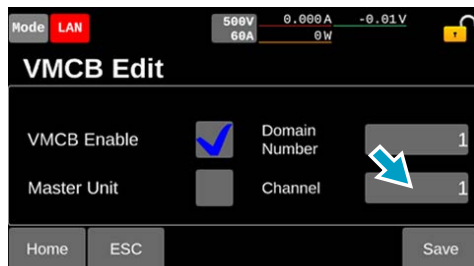 Mode LAN 500V 60A 0.000A 0W -0.01V
VMCB Edit
VMCB Enable Domain Number 1
Master Unit Channel 1
Home ESC Save